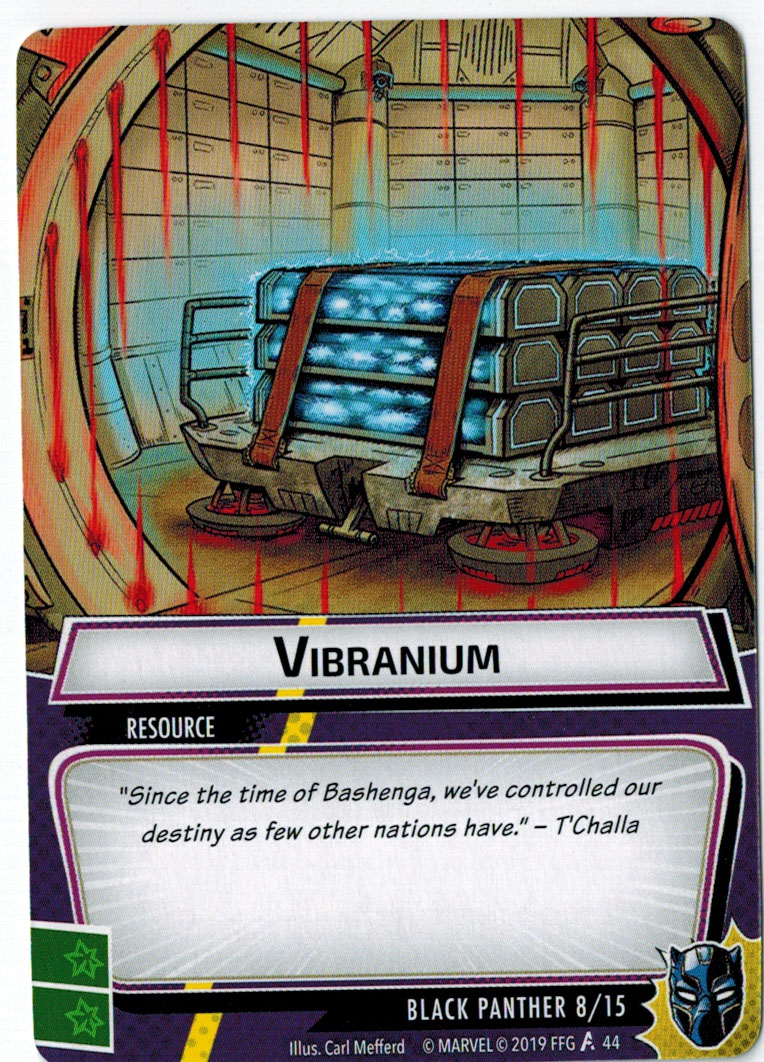 VIBRANIUM
RESOURCE
"Since the time of Bashenga, we've controlled our
destiny as few other nations have." – T'Challa
BLACK PANTHER 8/15
Illus. Carl Mefferd © MARVEL © 2019 FFG 44